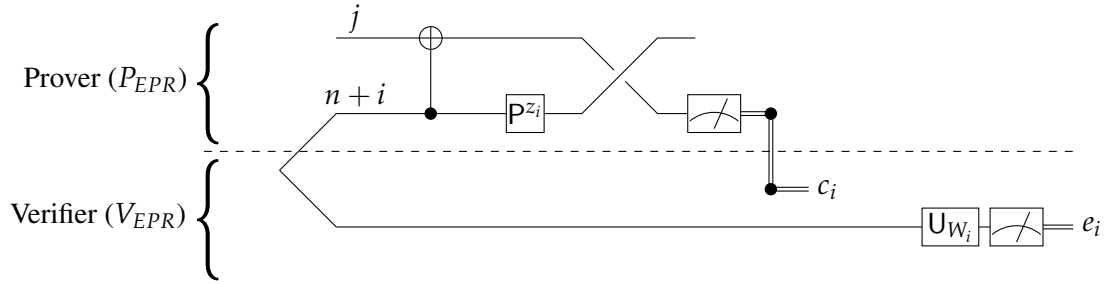 j
Prover (P_EPR)
n + i
P^{z_i}
c_i
Verifier (V_EPR)
U_{W_i}
e_i